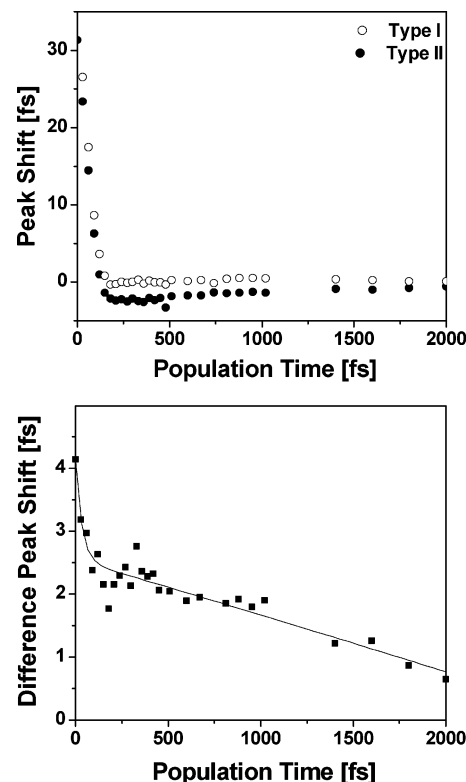 Type I
Type II
30
20
10
0
Peak Shift [fs]
0 500 1000 1500 2000
Population Time [fs]
4
3
2
1
0
Difference Peak Shift [fs]
0 500 1000 1500 2000
Population Time [fs]